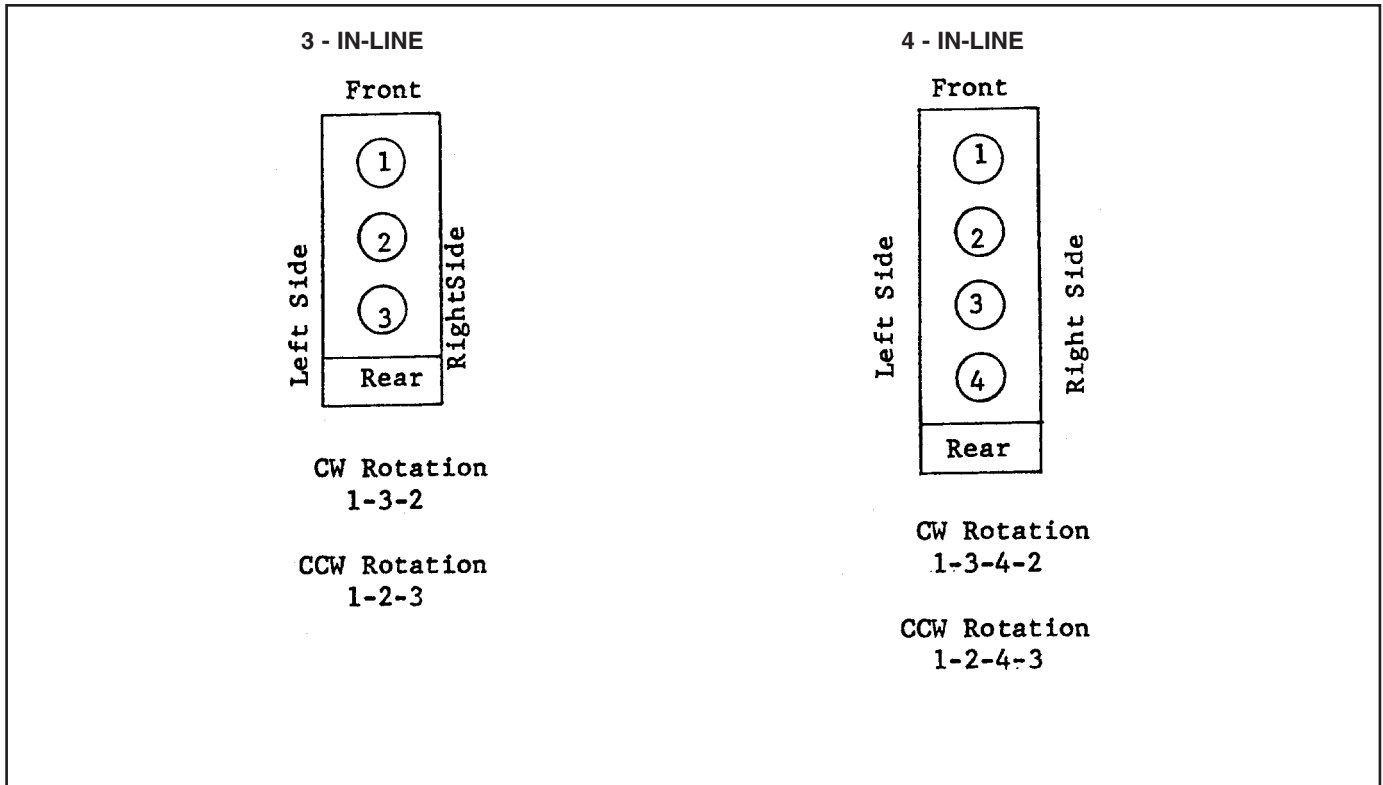 3 - IN-LINE
Front
1
2
3
Left Side
RightSide
Rear
CW Rotation
1-3-2
CCW Rotation
1-2-3
4 - IN-LINE
Front
1
2
3
4
Left Side
Right Side
Rear
CW Rotation
1-3-4-2
CCW Rotation
1-2-4-3